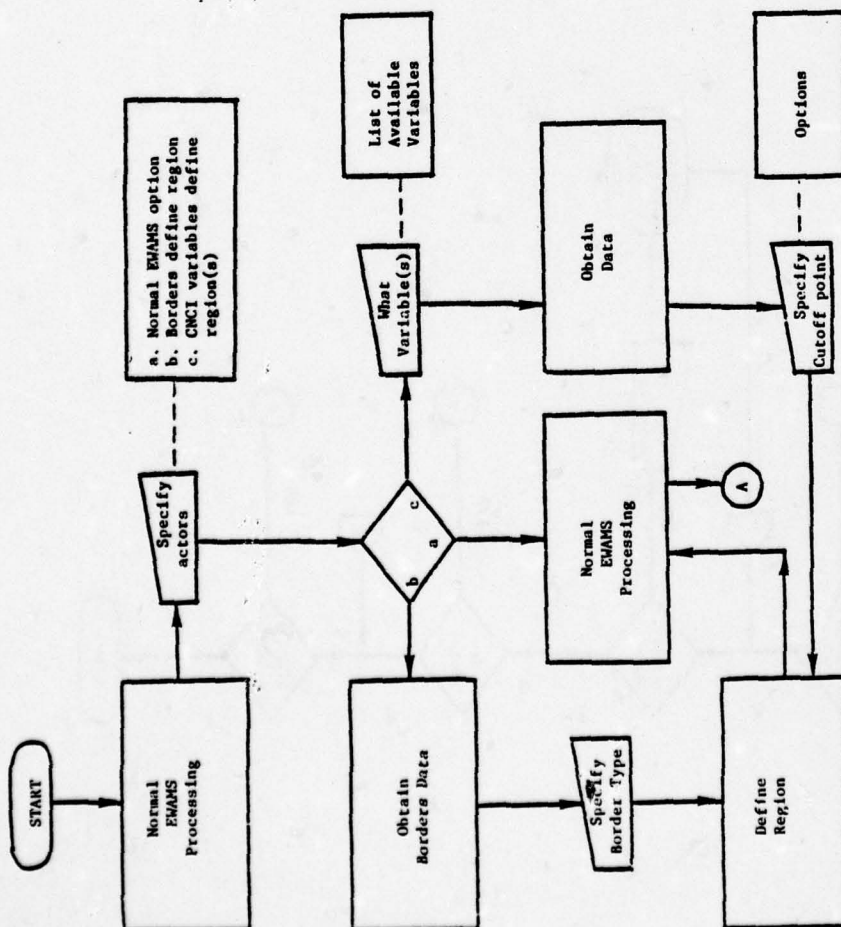 START
Normal
EWAMS
Processing
Specify
actors
a. Normal EWAMS option
b. Borders define region
c. CNCI variables define
region(s)
b
c
a
What
Variable(s)
List of
Available
Variables
Obtain
Borders Data
Normal
EWAMS
Processing
Obtain
Data
Specify
Border Type
A
Specify
Cutoff point
Options
Define
Region